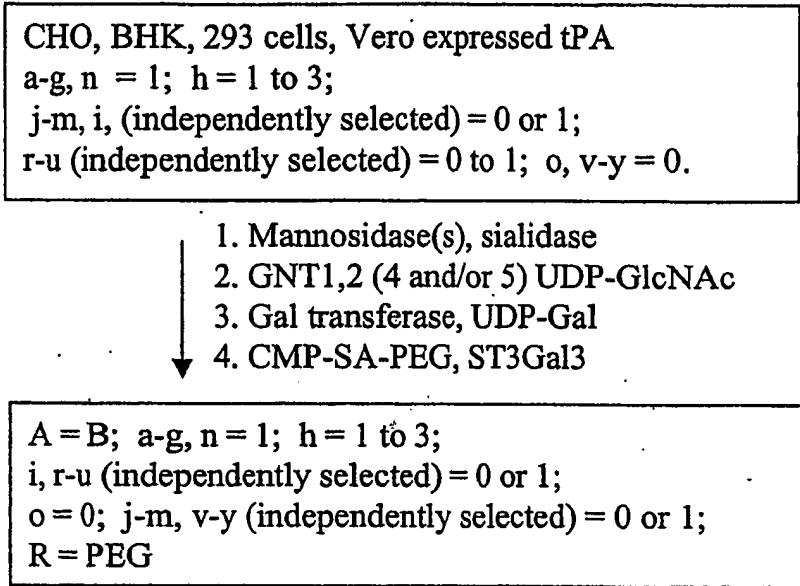 CHO, BHK, 293 cells, Vero expressed tPA
a-g, n = 1; h = 1 to 3;
j-m, i, (independently selected) = 0 or 1;
r-u (independently selected) = 0 to 1; o, v-y = 0.
1. Mannosidase(s), sialidase
2. GNT1,2 (4 and/or 5) UDP-GlcNAc
3. Gal transferase, UDP-Gal
4. CMP-SA-PEG, ST3Gal3
A = B; a-g, n = 1; h = 1 to 3;
i, r-u (independently selected) = 0 or 1;
o = 0; j-m, v-y (independently selected) = 0 or 1;
R = PEG